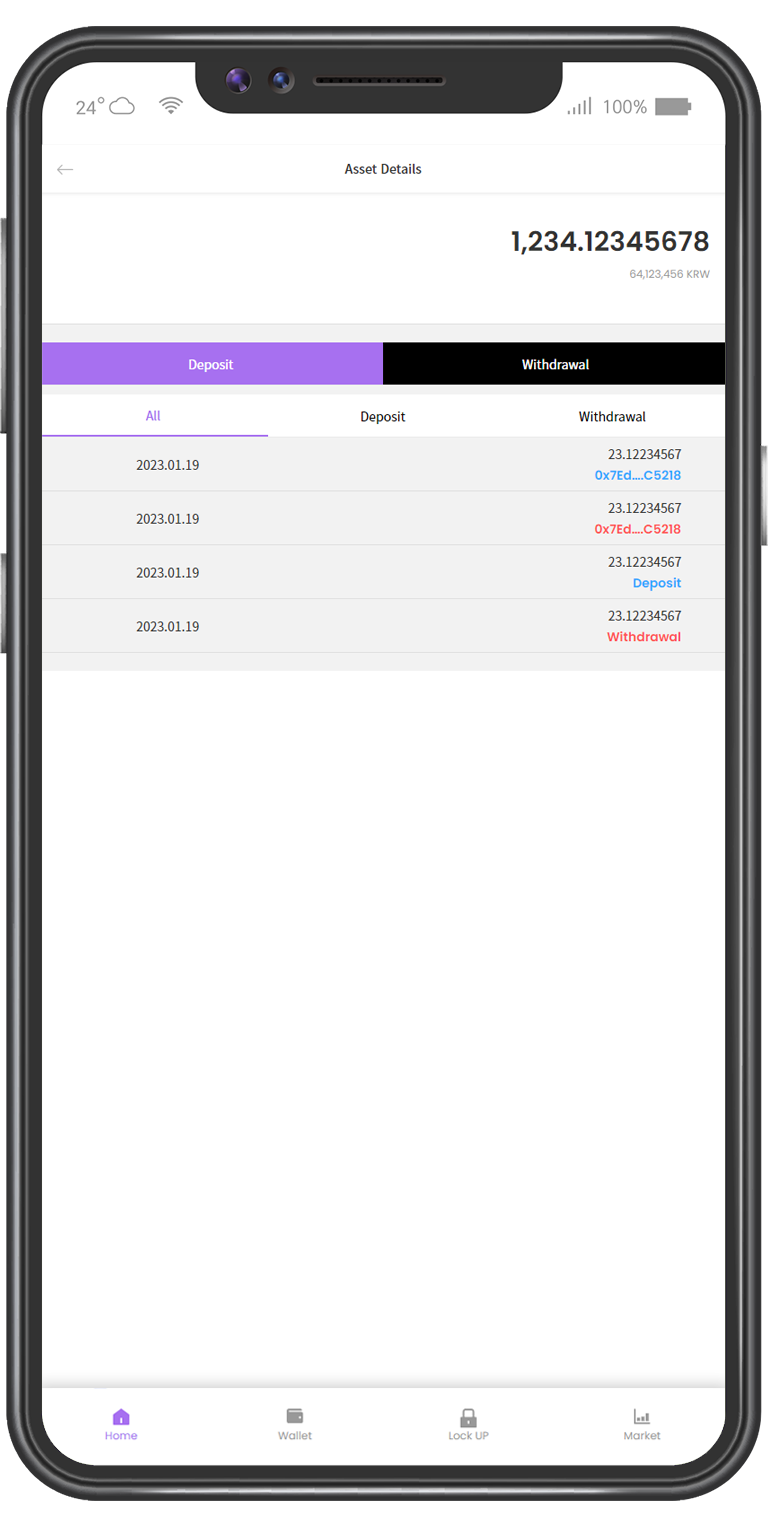 24° 100%
Asset Details
1,234.12345678
64,123,456 KRW
Deposit Withdrawal
All Deposit Withdrawal
2023.01.19 23.12234567
0x7Ed....C5218
2023.01.19 23.12234567
0x7Ed....C5218
2023.01.19 23.12234567
Deposit
2023.01.19 23.12234567
Withdrawal
Home Wallet Lock UP Market